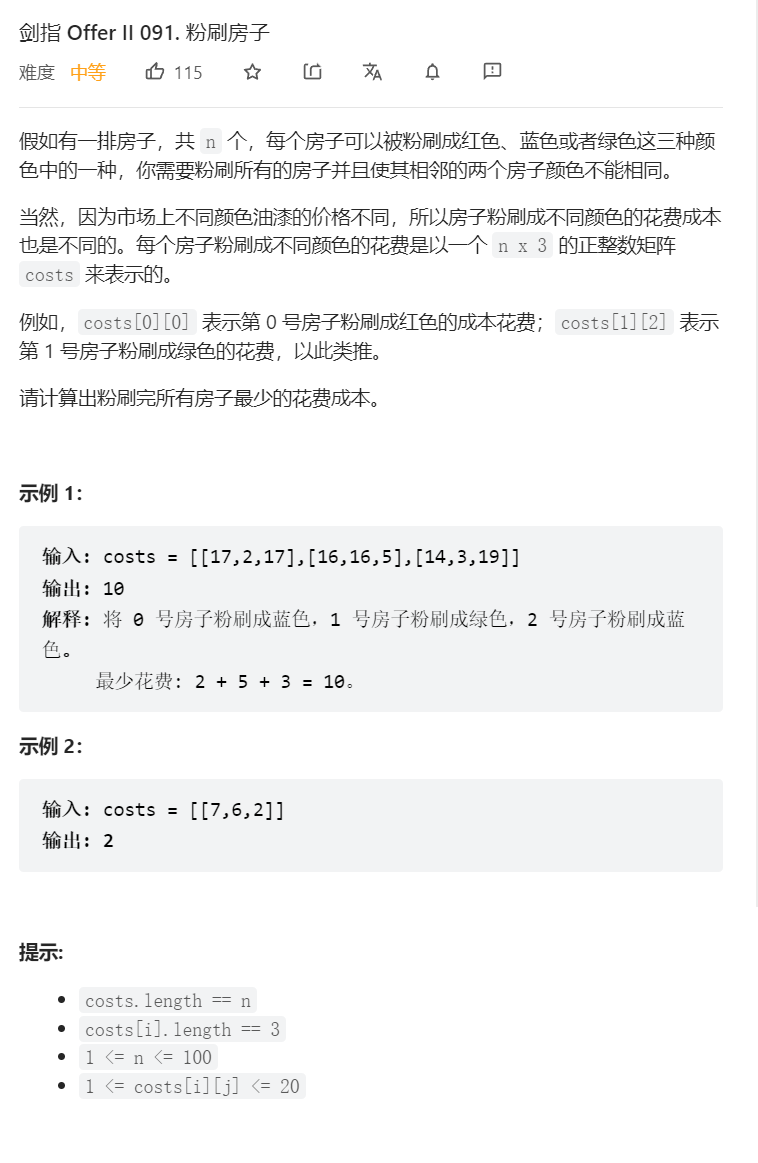 剑指 Offer II 091. 粉刷房子
难度 中等 115
假如有一排房子，共 n 个，每个房子可以被粉刷成红色、蓝色或者绿色这三种颜
色中的一种，你需要粉刷所有的房子并且使其相邻的两个房子颜色不能相同。
当然，因为市场上不同颜色油漆的价格不同，所以房子粉刷成不同颜色的花费成本
也是不同的。每个房子粉刷成不同颜色的花费是以一个 n x 3 的正整数矩阵
costs 来表示的。
例如，costs[0][0] 表示第 0 号房子粉刷成红色的成本花费；costs[1][2] 表示
第 1 号房子粉刷成绿色的花费，以此类推。
请计算出粉刷完所有房子最少的花费成本。
示例 1：
输入: costs = [[17,2,17],[16,16,5],[14,3,19]]
输出: 10
解释: 将 0 号房子粉刷成蓝色，1 号房子粉刷成绿色，2 号房子粉刷成蓝
色。
最少花费: 2 + 5 + 3 = 10。
示例 2：
输入: costs = [[7,6,2]]
输出: 2
提示:
costs.length == n
costs[i].length == 3
1 <= n <= 100
1 <= costs[i][j] <= 20